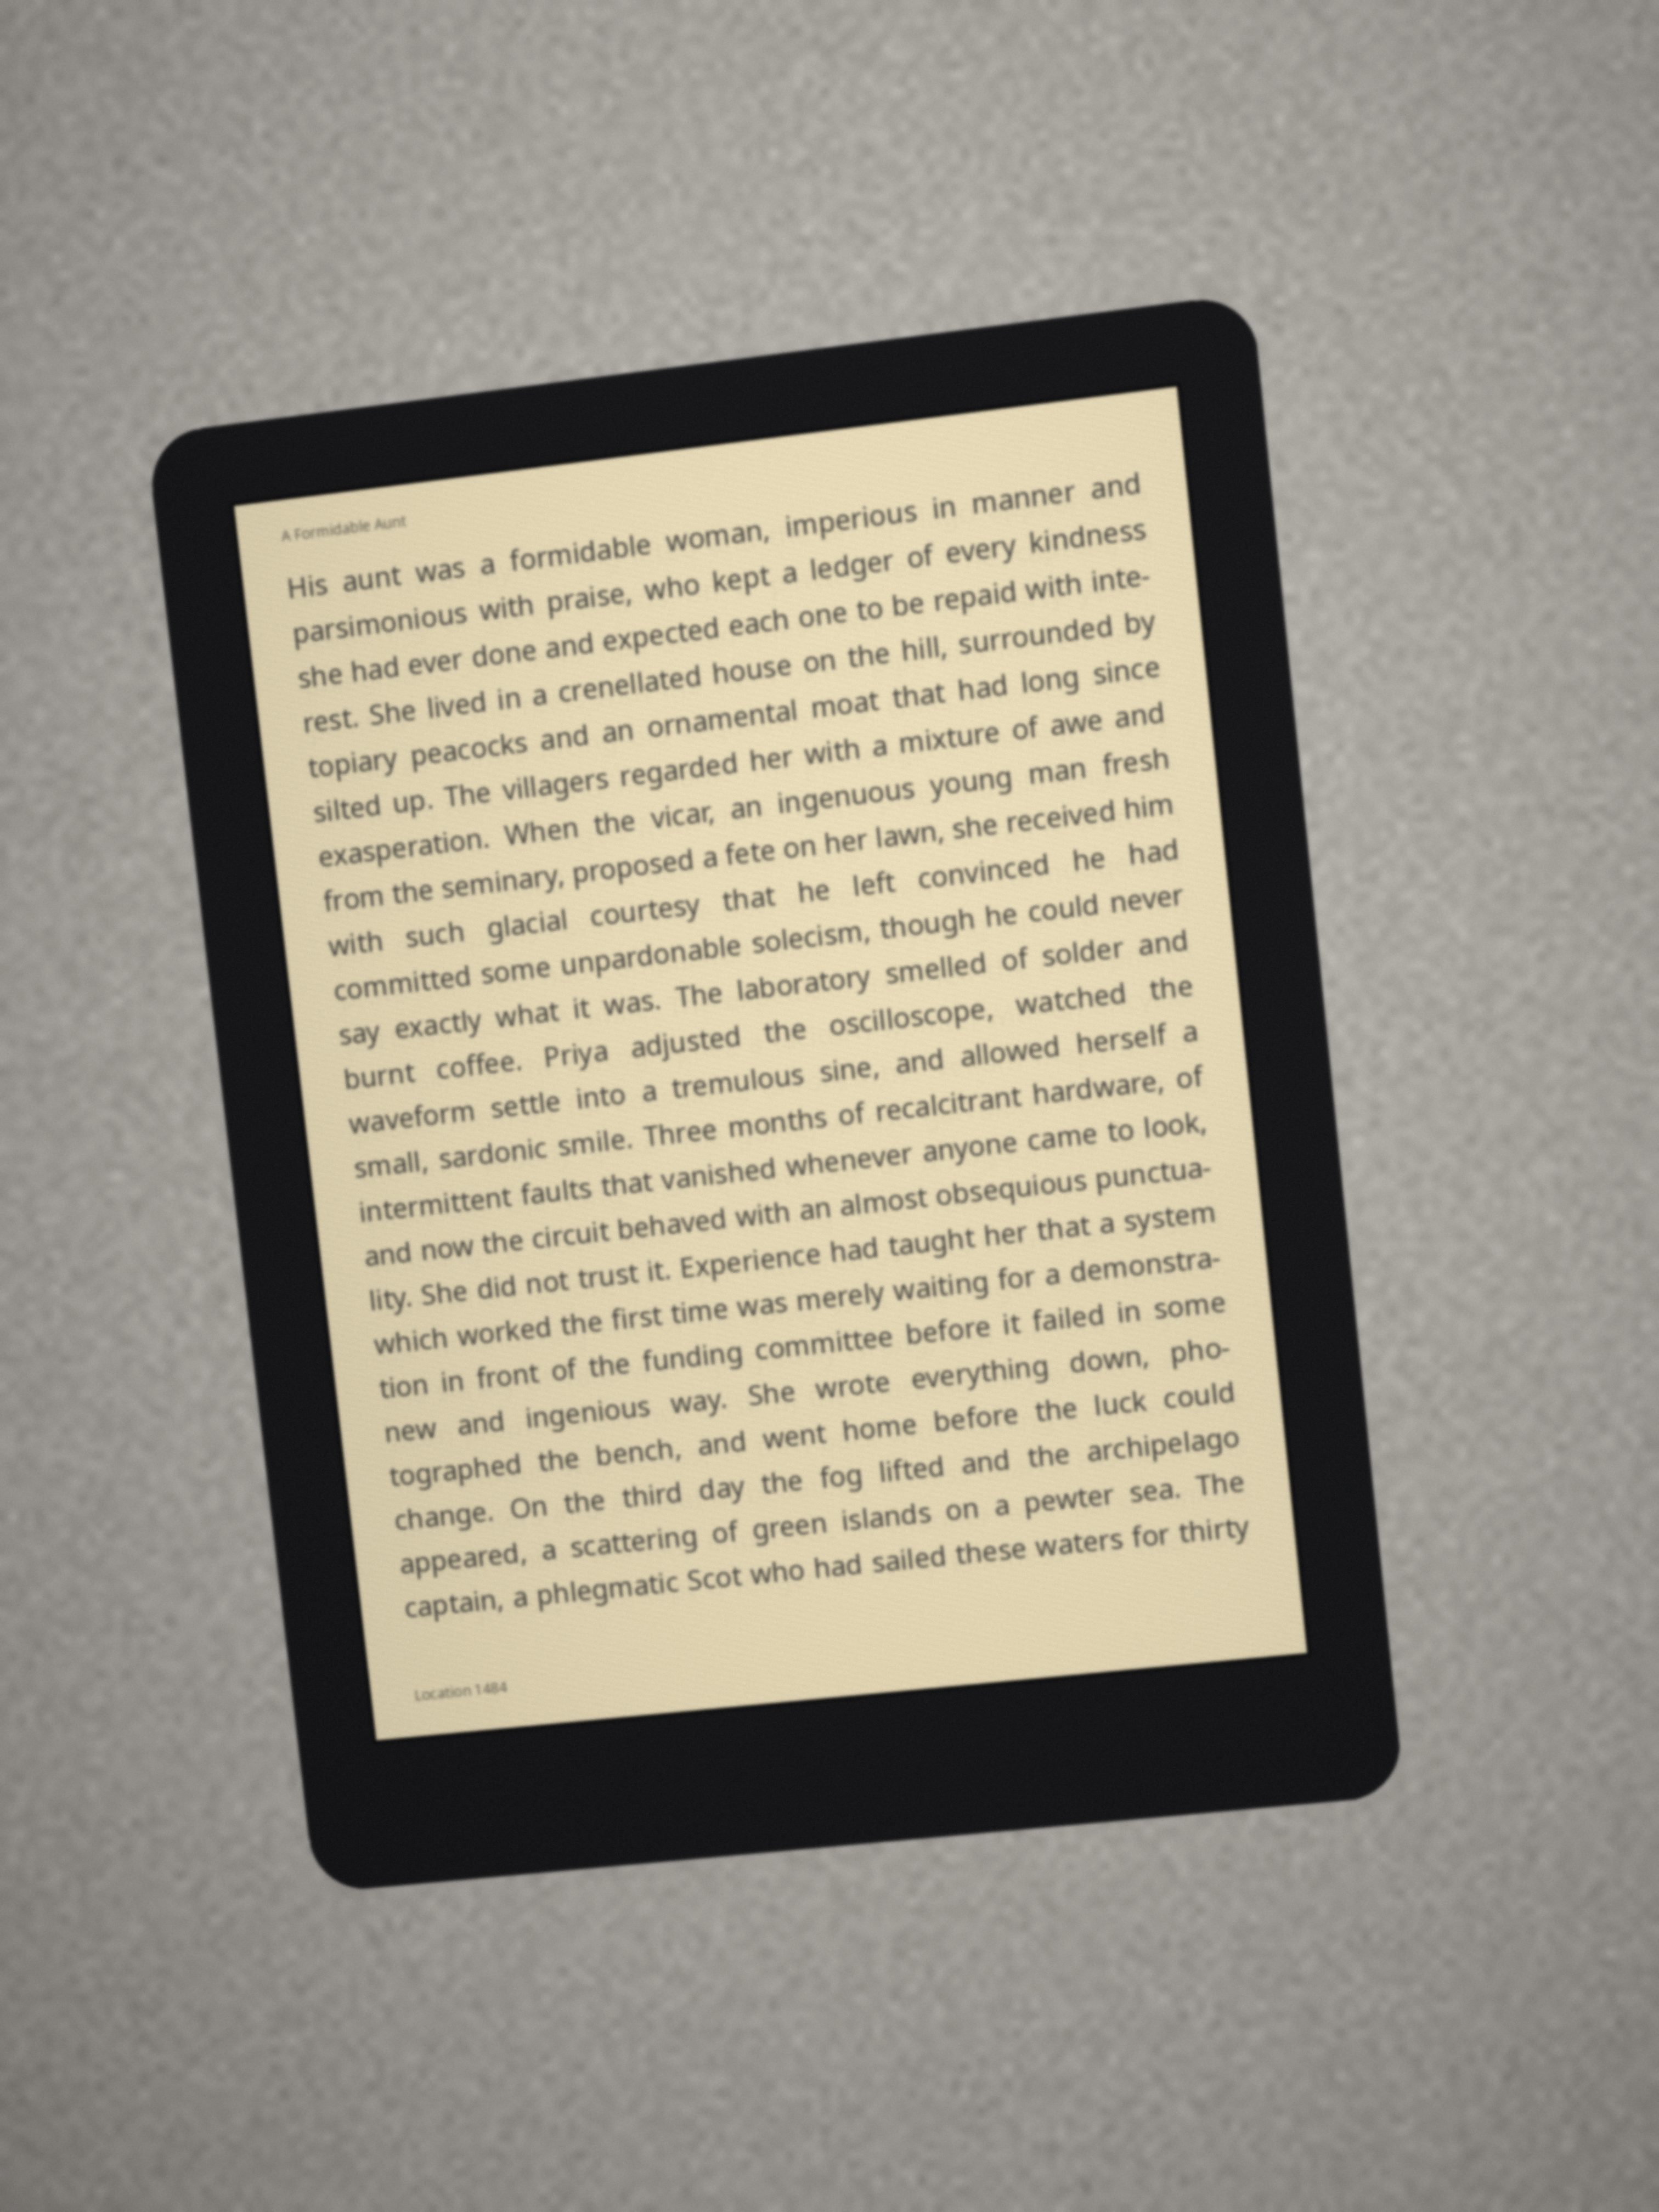 A Formidable Aunt
His aunt was a formidable woman, imperious in manner and
parsimonious with praise, who kept a ledger of every kindness
she had ever done and expected each one to be repaid with inte-
rest. She lived in a crenellated house on the hill, surrounded by
topiary peacocks and an ornamental moat that had long since
silted up. The villagers regarded her with a mixture of awe and
exasperation. When the vicar, an ingenuous young man fresh
from the seminary, proposed a fete on her lawn, she received him
with such glacial courtesy that he left convinced he had
committed some unpardonable solecism, though he could never
say exactly what it was. The laboratory smelled of solder and
burnt coffee. Priya adjusted the oscilloscope, watched the
waveform settle into a tremulous sine, and allowed herself a
small, sardonic smile. Three months of recalcitrant hardware, of
intermittent faults that vanished whenever anyone came to look,
and now the circuit behaved with an almost obsequious punctua-
lity. She did not trust it. Experience had taught her that a system
which worked the first time was merely waiting for a demonstra-
tion in front of the funding committee before it failed in some
new and ingenious way. She wrote everything down, pho-
tographed the bench, and went home before the luck could
change. On the third day the fog lifted and the archipelago
appeared, a scattering of green islands on a pewter sea. The
captain, a phlegmatic Scot who had sailed these waters for thirty
Location 1484